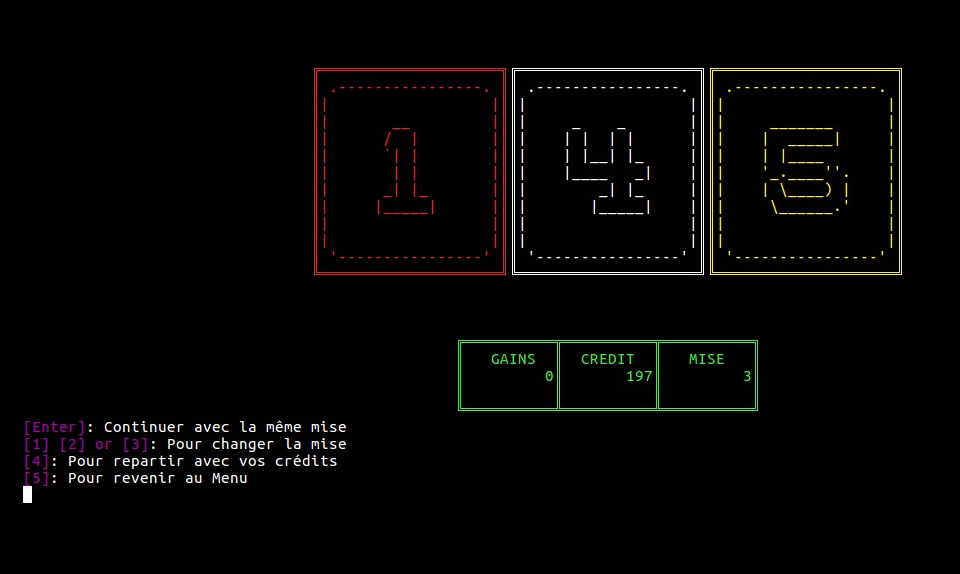 1 4 5
GAINS CREDIT MISE
0 197 3
[Enter]: Continuer avec la même mise
[1] [2] or [3]: Pour changer la mise
[4]: Pour repartir avec vos crédits
[5]: Pour revenir au Menu